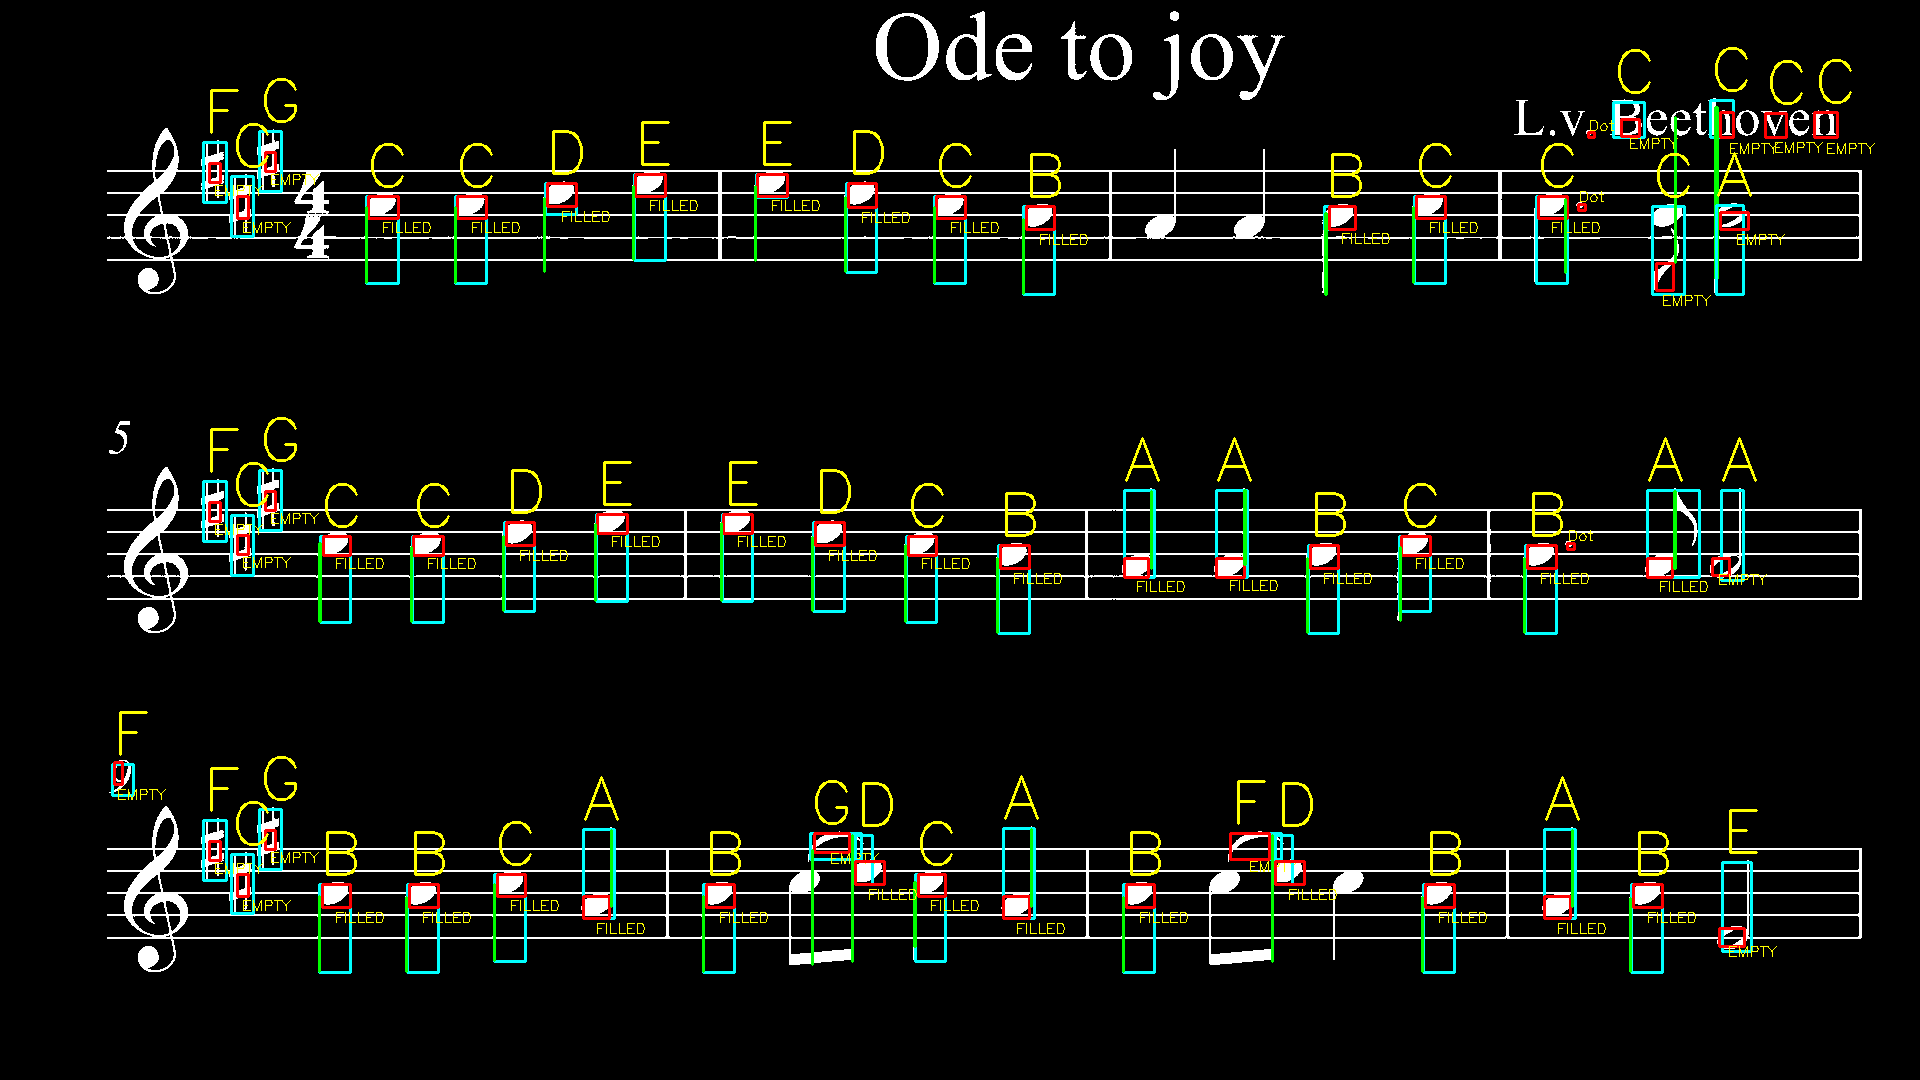 Ode to joy
L.v. Beethoven
F C G C C D E E D C B B C C C A C C C C
EMPTY EMPTY FILLED FILLED FILLED FILLED FILLED FILLED FILLED FILLED FILLED FILLED FILLED Dot Dot EMPTY EMPTY EMPTY EMPTY EMPTY EMPTY
4
4
5
F C G C C D E E D C B A A B C B A A
EMPTY EMPTY FILLED FILLED FILLED FILLED FILLED FILLED FILLED FILLED FILLED FILLED FILLED FILLED FILLED Dot FILLED EMPTY
9
F
EMPTY
F C G B B C A B G D C A B F D B A B E
EMPTY EMPTY FILLED FILLED FILLED FILLED FILLED EMPTY FILLED FILLED FILLED FILLED FILLED FILLED FILLED FILLED EMPTY